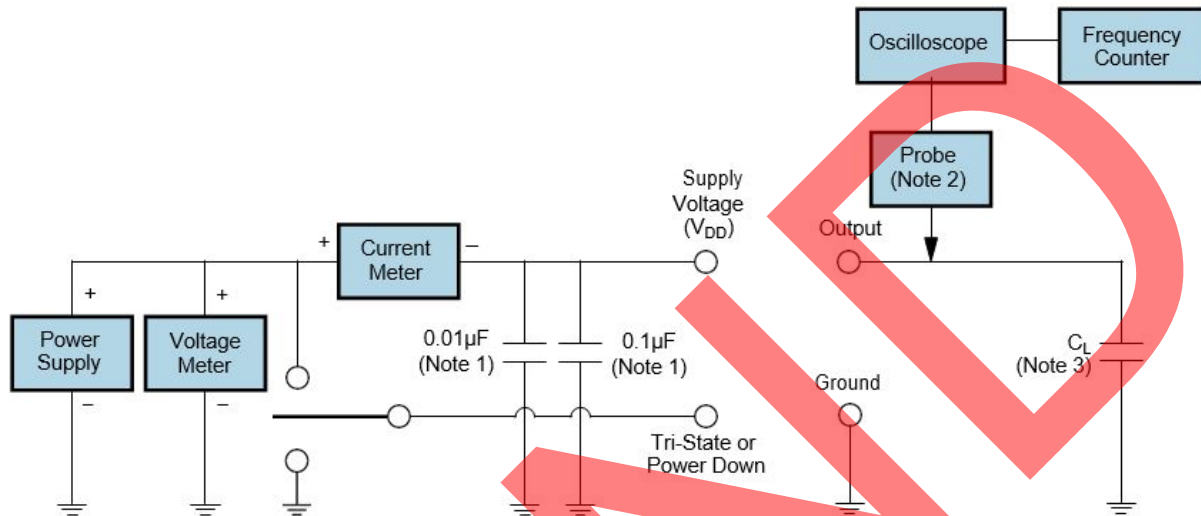 Oscilloscope
Frequency
Counter
Probe
(Note 2)
Supply
Voltage
(VDD)
Output
+
Current
Meter
–
+
+
Power
Supply
Voltage
Meter
0.01µF
(Note 1)
0.1µF
(Note 1)
CL
(Note 3)
–
–
Ground
Tri-State or
Power Down